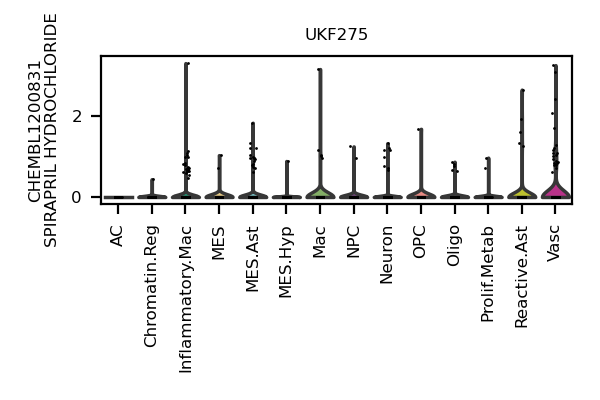 UKF275
CHEMBL1200831
SPIRAPRIL HYDROCHLORIDE
2
0
AC
Chromatin.Reg
Inflammatory.Mac
MES
MES.Ast
MES.Hyp
Mac
NPC
Neuron
OPC
Oligo
Prolif.Metab
Reactive.Ast
Vasc